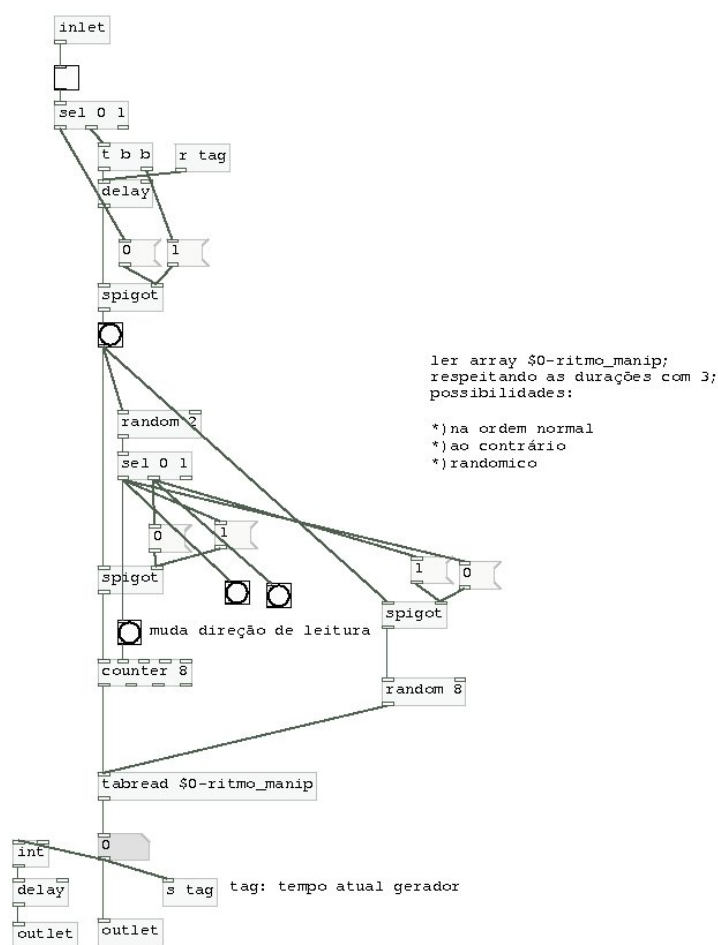 inlet
sel 0 1
t b b
r tag
delay
0
1
spigot
ler array $0-ritmo_manip;
respeitando as durações com 3;
possibilidades:
*)na ordem normal
*)ao contrário
*)randomico
random 2
sel 0 1
0
1
1
0
spigot
spigot
muda direção de leitura
counter 8
random 8
tabread $0-ritmo_manip
0
int
delay
s tag
tag: tempo atual gerador
outlet
outlet